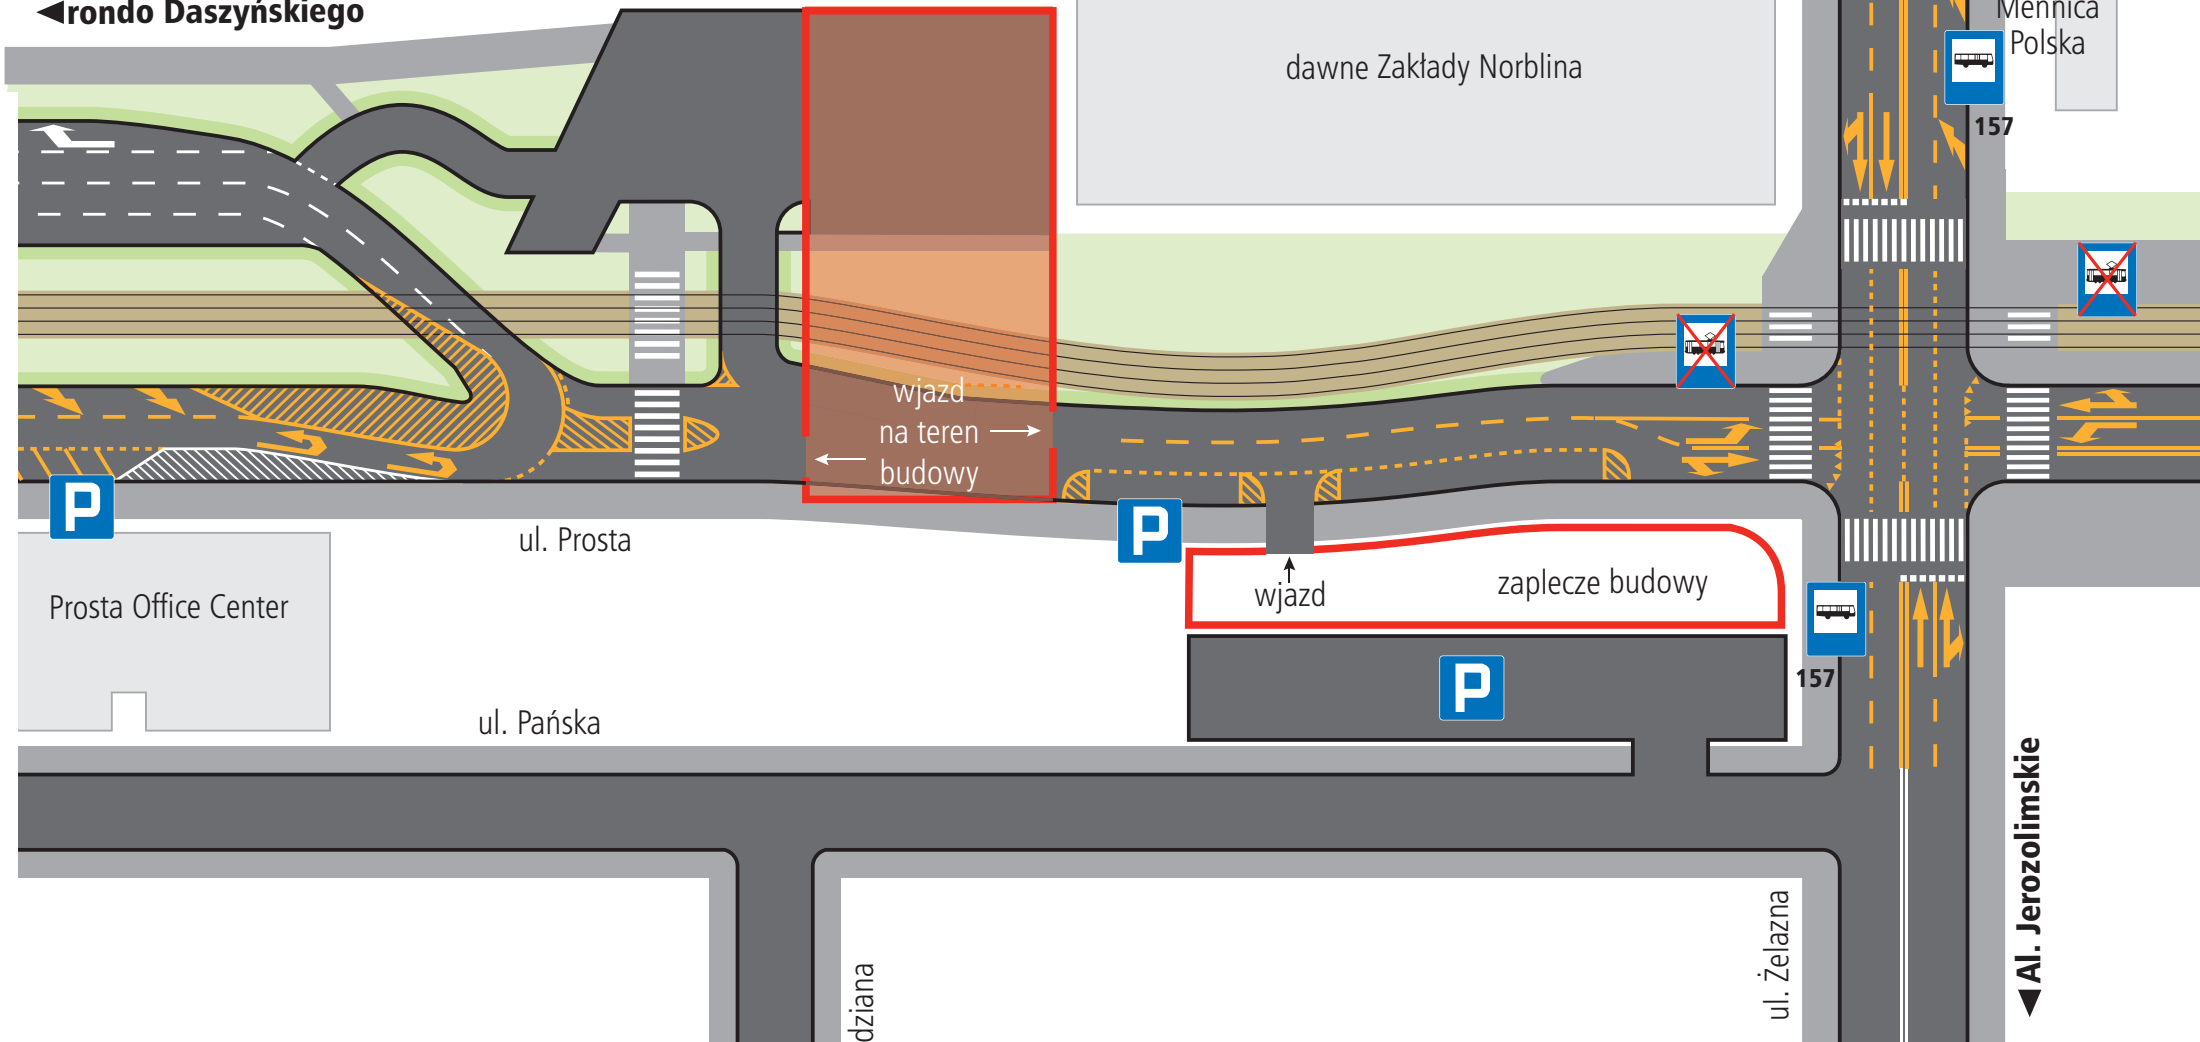 ◄rondo Daszyńskiego
Mennica
Polska
dawne Zakłady Norblina
157
wjazd
na teren
budowy
P
P
ul. Prosta
zaplecze budowy
wjazd
Prosta Office Center
P
157
ul. Pańska
◄Al. Jerozolimskie
ul. Żelazna
dziana